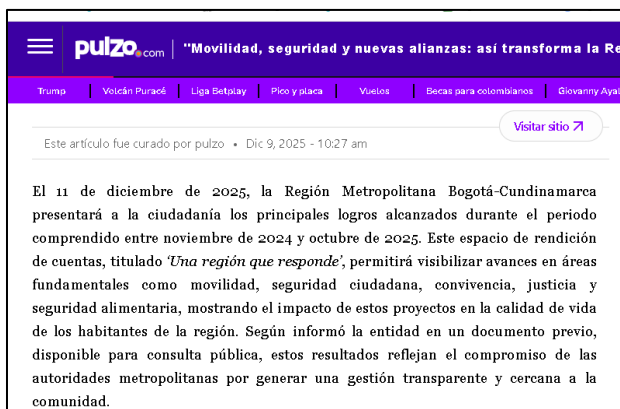 pulzo.com | "Movilidad, seguridad y nuevas alianzas: así transforma la Re
Trump | Volcán Puracé | Liga Betplay | Pico y placa | Vuelos | Becas para colombianos | Giovanny Ayal
Visitar sitio
Este artículo fue curado por pulzo • Dic 9, 2025 - 10:27 am
El 11 de diciembre de 2025, la Región Metropolitana Bogotá-Cundinamarca
presentará a la ciudadanía los principales logros alcanzados durante el periodo
comprendido entre noviembre de 2024 y octubre de 2025. Este espacio de rendición
de cuentas, titulado ‘Una región que responde’, permitirá visibilizar avances en áreas
fundamentales como movilidad, seguridad ciudadana, convivencia, justicia y
seguridad alimentaria, mostrando el impacto de estos proyectos en la calidad de vida
de los habitantes de la región. Según informó la entidad en un documento previo,
disponible para consulta pública, estos resultados reflejan el compromiso de las
autoridades metropolitanas por generar una gestión transparente y cercana a la
comunidad.